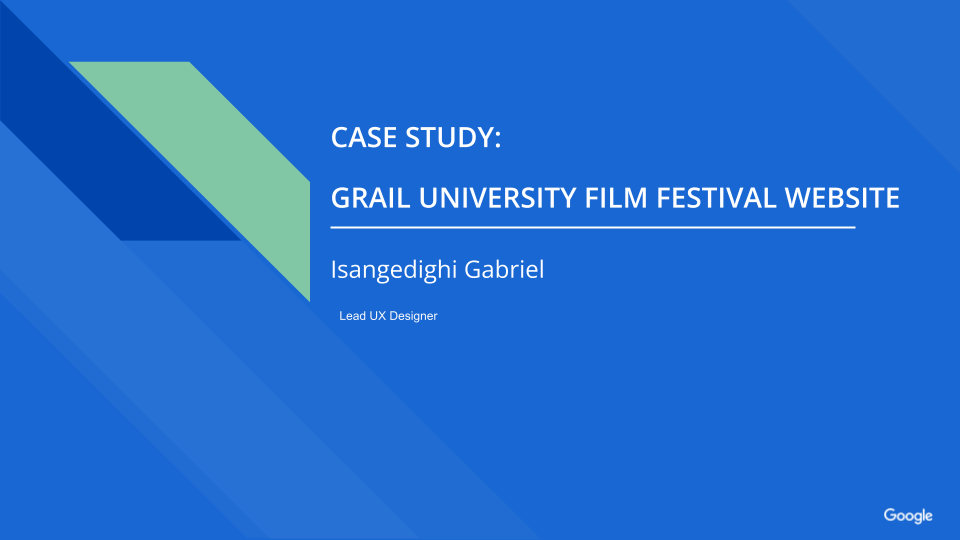 CASE STUDY:
GRAIL UNIVERSITY FILM FESTIVAL WEBSITE
Isangedighi Gabriel
Lead UX Designer
Google